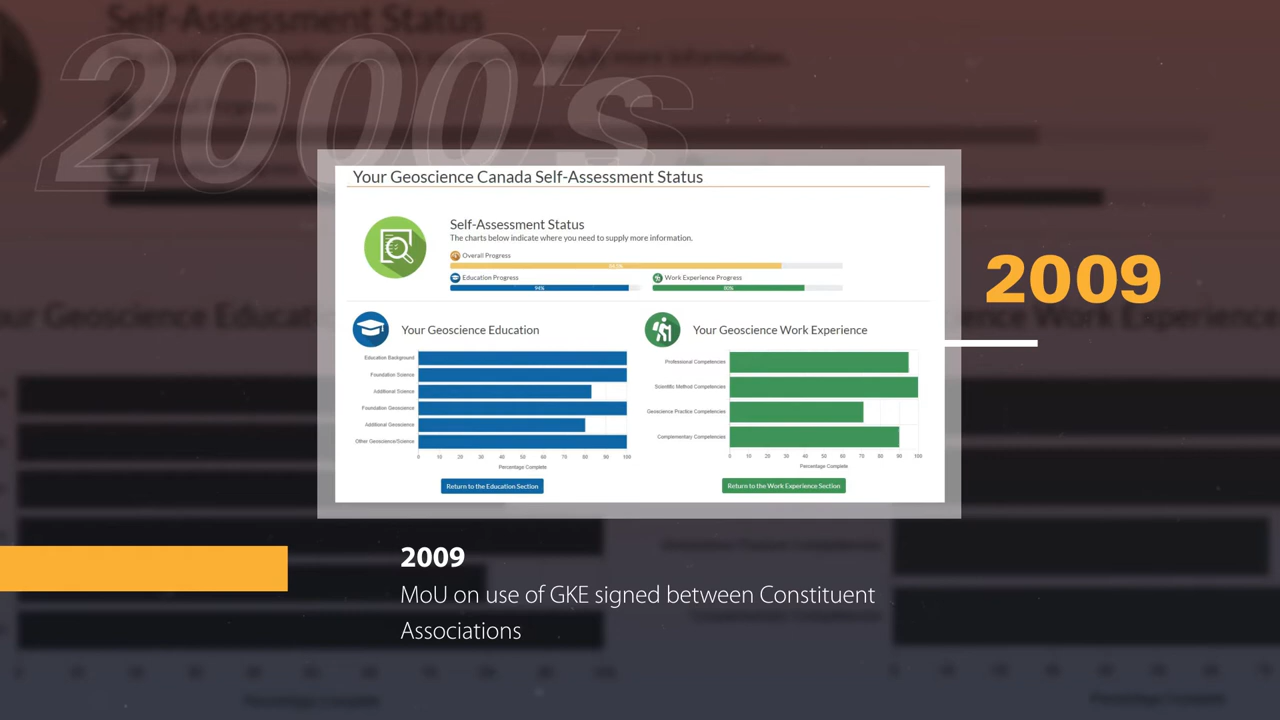 2000's
Your Geoscience Canada Self-Assessment Status
Self-Assessment Status
The charts below indicate where you need to supply more information.
Overall Progress
Education Progress
Work Experience Progress
94%
80%
Your Geoscience Education
Your Geoscience Work Experience
Education Background
Foundation Science
Additional Science
Foundation Geoscience
Additional Geoscience
Other Geoscience/Science
0 10 20 30 40 50 60 70 80 90 100
Percentage Complete
Return to the Education Section
Professional Competencies
Scientific Method Competencies
Geoscience Practice Competencies
Complementary Competencies
0 10 20 30 40 50 60 70 80 90 100
Percentage Complete
Return to the Work Experience Section
2009
2009
MoU on use of GKE signed between Constituent
Associations